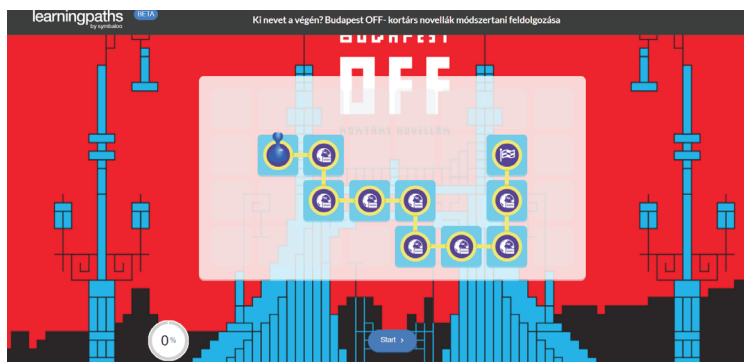 learningpaths
by symbaloo
BETA
Ki nevet a végén? Budapest OFF- kortárs novellák módszertani feldolgozása
BUDAPEST
OFF
KORTÁRS NOVELLÁK
0%
Start >